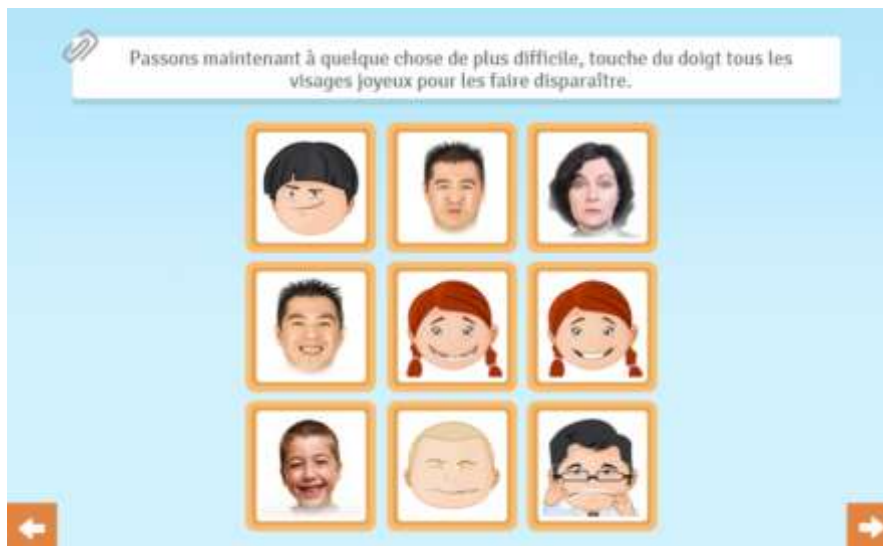 Passons maintenant à quelque chose de plus difficile, touche du doigt tous les
visages joyeux pour les faire disparaître.